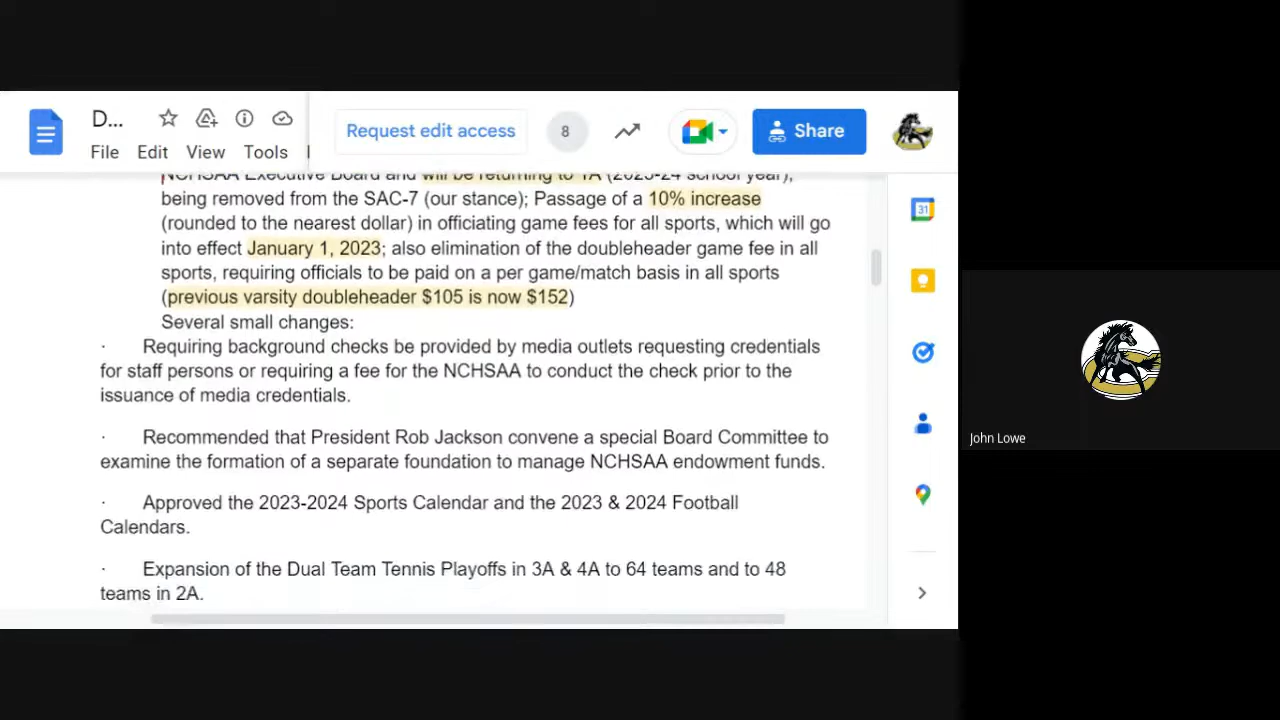 D...
Request edit access
8
Share
File Edit View Tools
NCHSAA Executive Board and will be returning to 1A (2023-24 school year),
being removed from the SAC-7 (our stance); Passage of a 10% increase
(rounded to the nearest dollar) in officiating game fees for all sports, which will go
into effect January 1, 2023; also elimination of the doubleheader game fee in all
sports, requiring officials to be paid on a per game/match basis in all sports
(previous varsity doubleheader $105 is now $152)
Several small changes:
· Requiring background checks be provided by media outlets requesting credentials
for staff persons or requiring a fee for the NCHSAA to conduct the check prior to the
issuance of media credentials.
· Recommended that President Rob Jackson convene a special Board Committee to
examine the formation of a separate foundation to manage NCHSAA endowment funds.
· Approved the 2023-2024 Sports Calendar and the 2023 & 2024 Football
Calendars.
· Expansion of the Dual Team Tennis Playoffs in 3A & 4A to 64 teams and to 48
teams in 2A.
31
John Lowe